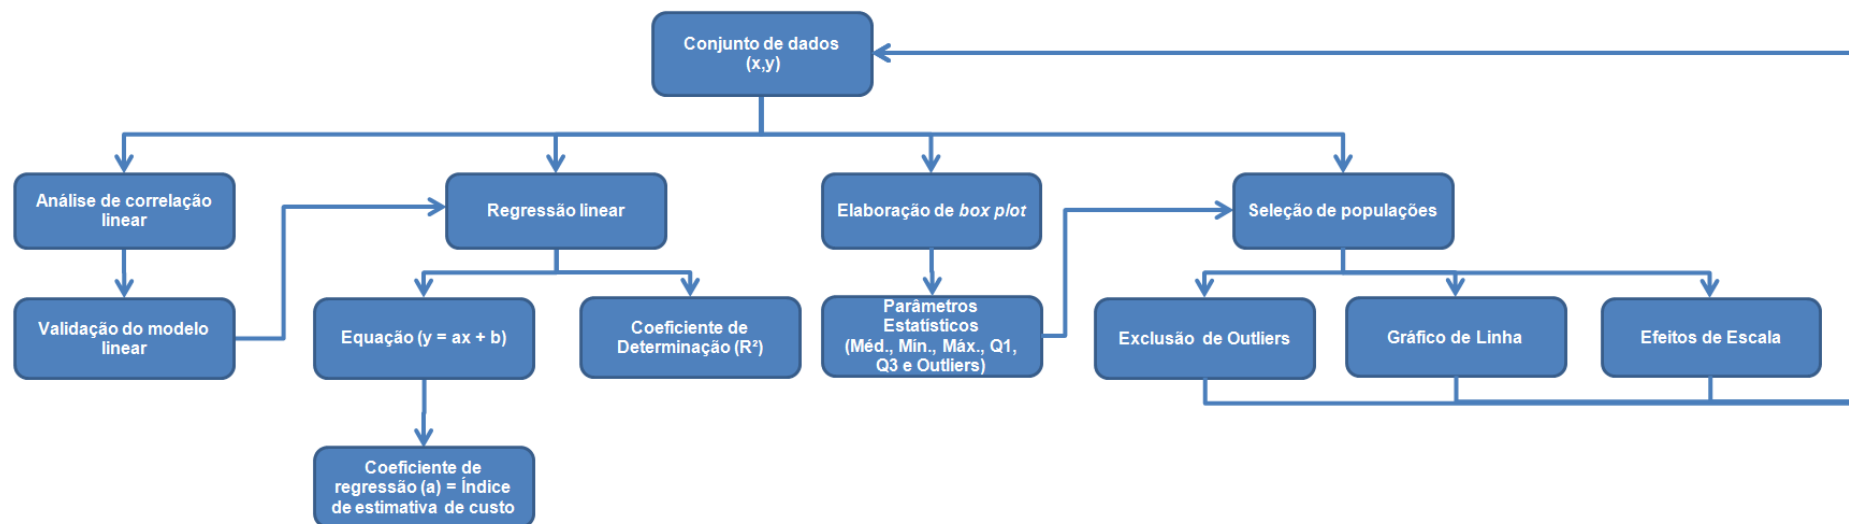 Conjunto de dados
(x,y)
Análise de correlação
linear
Regressão linear
Elaboração de box plot
Seleção de populações
Validação do modelo
linear
Equação (y = ax + b)
Coeficiente de
Determinação (R²)
Parâmetros
Estatísticos
(Méd., Mín., Máx., Q1,
Q3 e Outliers)
Exclusão de Outliers
Gráfico de Linha
Efeitos de Escala
Coeficiente de
regressão (a) = Índice
de estimativa de custo